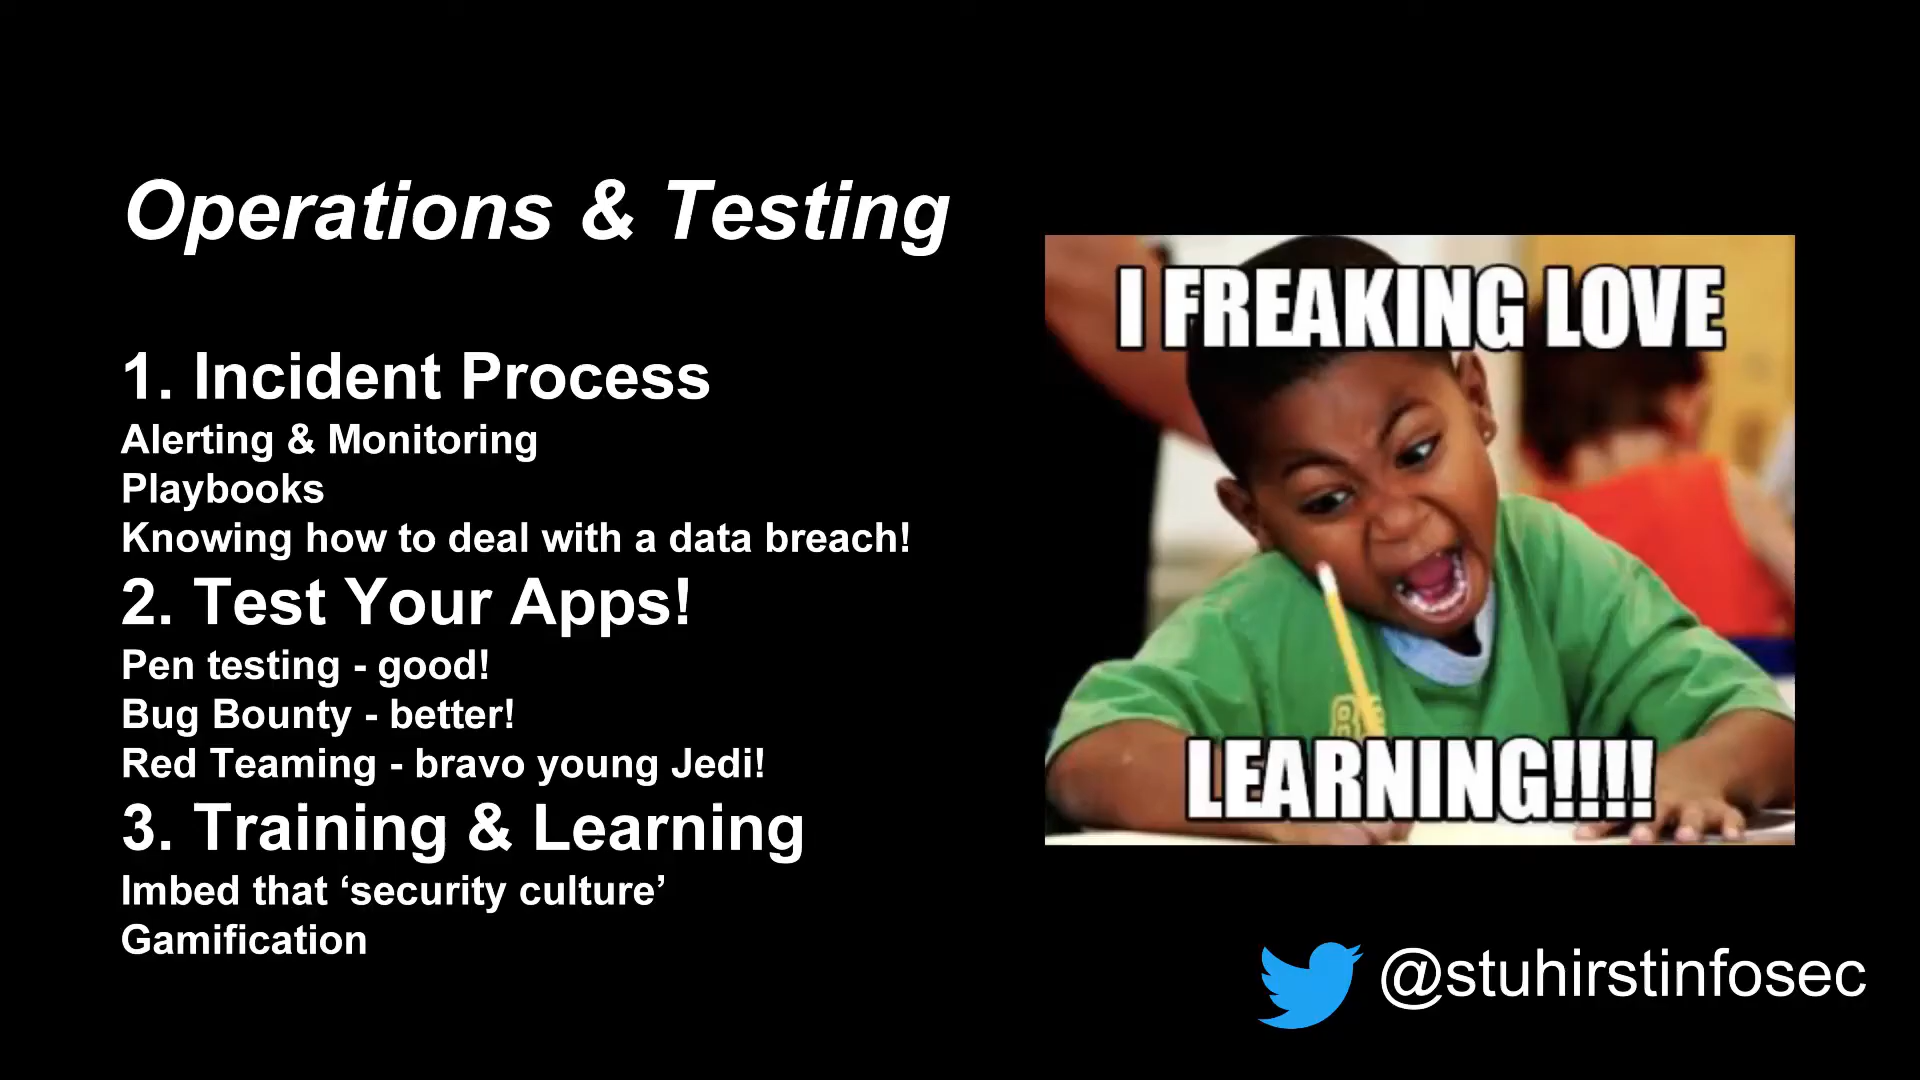 Operations & Testing
1. Incident Process
Alerting & Monitoring
Playbooks
Knowing how to deal with a data breach!
2. Test Your Apps!
Pen testing - good!
Bug Bounty - better!
Red Teaming - bravo young Jedi!
3. Training & Learning
Imbed that ‘security culture’
Gamification
I FREAKING LOVE
LEARNING!!!!
@stuhirstinfosec